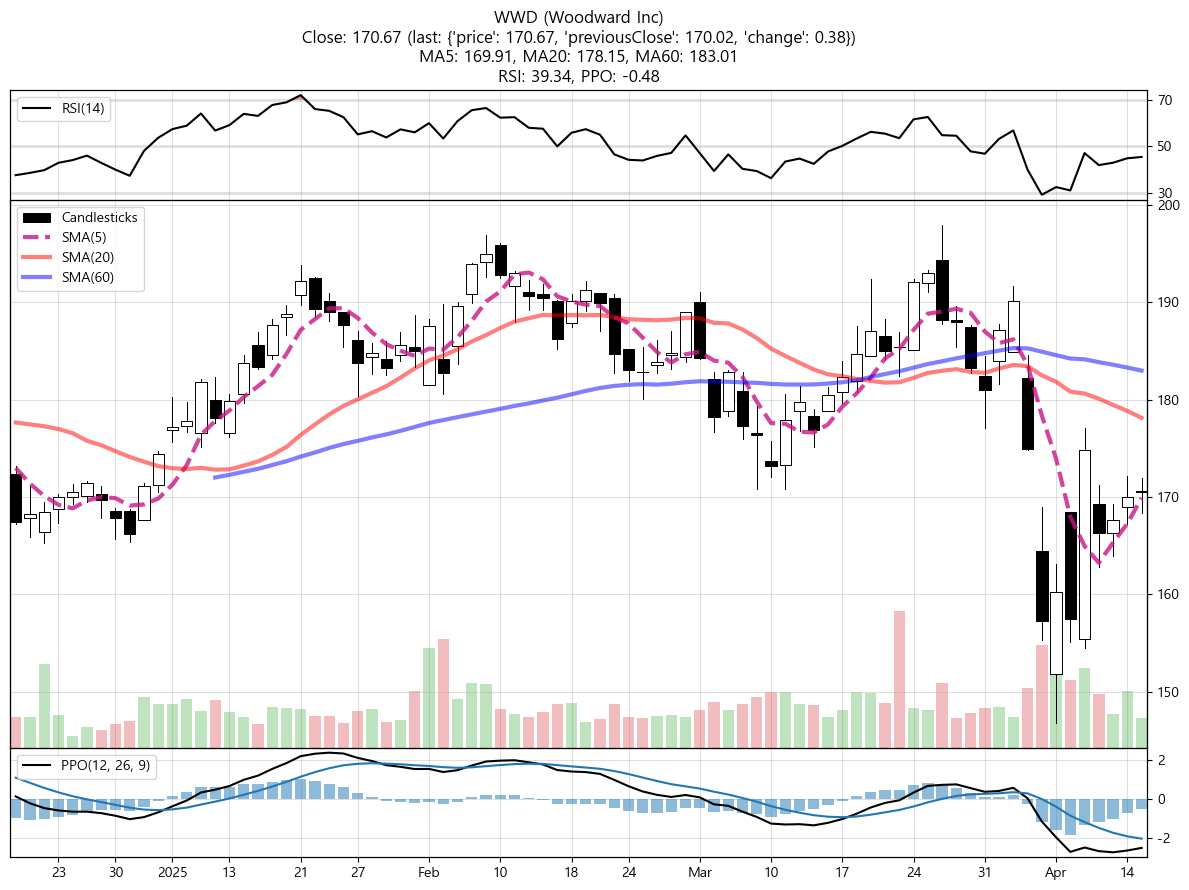 WWD (Woodward Inc)
Close: 170.67 (last: {'price': 170.67, 'previousClose': 170.02, 'change': 0.38})
MA5: 169.91, MA20: 178.15, MA60: 183.01
RSI: 39.34, PPO: -0.48
RSI(14)
70
50
30
Candlesticks
SMA(5)
SMA(20)
SMA(60)
200
190
180
170
160
150
PPO(12, 26, 9)
2
0
-2
23 30 2025 13 21 27 Feb 10 18 24 Mar 10 17 24 31 Apr 14